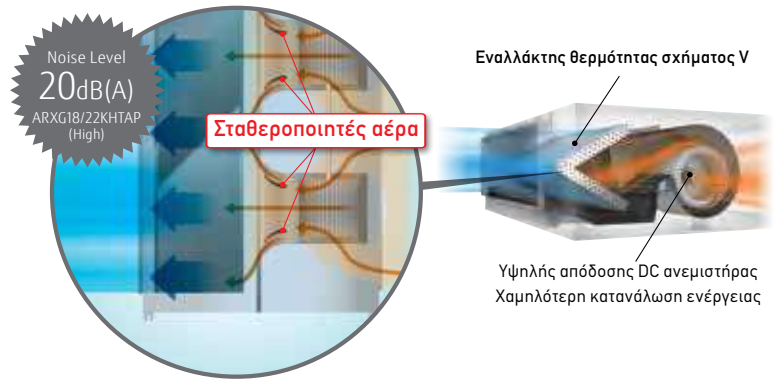 Noise Level
20dB(A)
ARXG18/22KHTAP
(High)
Σταθεροποιητές αέρα
Εναλλάκτης θερμότητας σχήματος V
Υψηλής απόδοσης DC ανεμιστήρας
Χαμηλότερη κατανάλωση ενέργειας